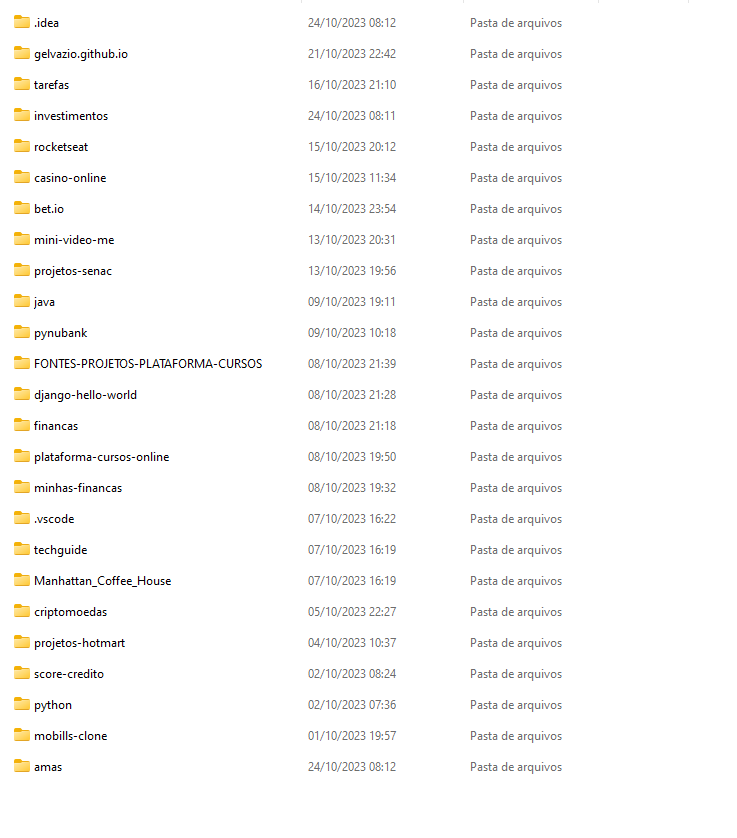 .idea 24/10/2023 08:12 Pasta de arquivos
gelvazio.github.io 21/10/2023 22:42 Pasta de arquivos
tarefas 16/10/2023 21:10 Pasta de arquivos
investimentos 24/10/2023 08:11 Pasta de arquivos
rocketseat 15/10/2023 20:12 Pasta de arquivos
casino-online 15/10/2023 11:34 Pasta de arquivos
bet.io 14/10/2023 23:54 Pasta de arquivos
mini-video-me 13/10/2023 20:31 Pasta de arquivos
projetos-senac 13/10/2023 19:56 Pasta de arquivos
java 09/10/2023 19:11 Pasta de arquivos
pynubank 09/10/2023 10:18 Pasta de arquivos
FONTES-PROJETOS-PLATAFORMA-CURSOS 08/10/2023 21:39 Pasta de arquivos
django-hello-world 08/10/2023 21:28 Pasta de arquivos
financas 08/10/2023 21:18 Pasta de arquivos
plataforma-cursos-online 08/10/2023 19:50 Pasta de arquivos
minhas-financas 08/10/2023 19:32 Pasta de arquivos
.vscode 07/10/2023 16:22 Pasta de arquivos
techguide 07/10/2023 16:19 Pasta de arquivos
Manhattan_Coffee_House 07/10/2023 16:19 Pasta de arquivos
criptomoedas 05/10/2023 22:27 Pasta de arquivos
projetos-hotmart 04/10/2023 10:37 Pasta de arquivos
score-credito 02/10/2023 08:24 Pasta de arquivos
python 02/10/2023 07:36 Pasta de arquivos
mobills-clone 01/10/2023 19:57 Pasta de arquivos
amas 24/10/2023 08:12 Pasta de arquivos